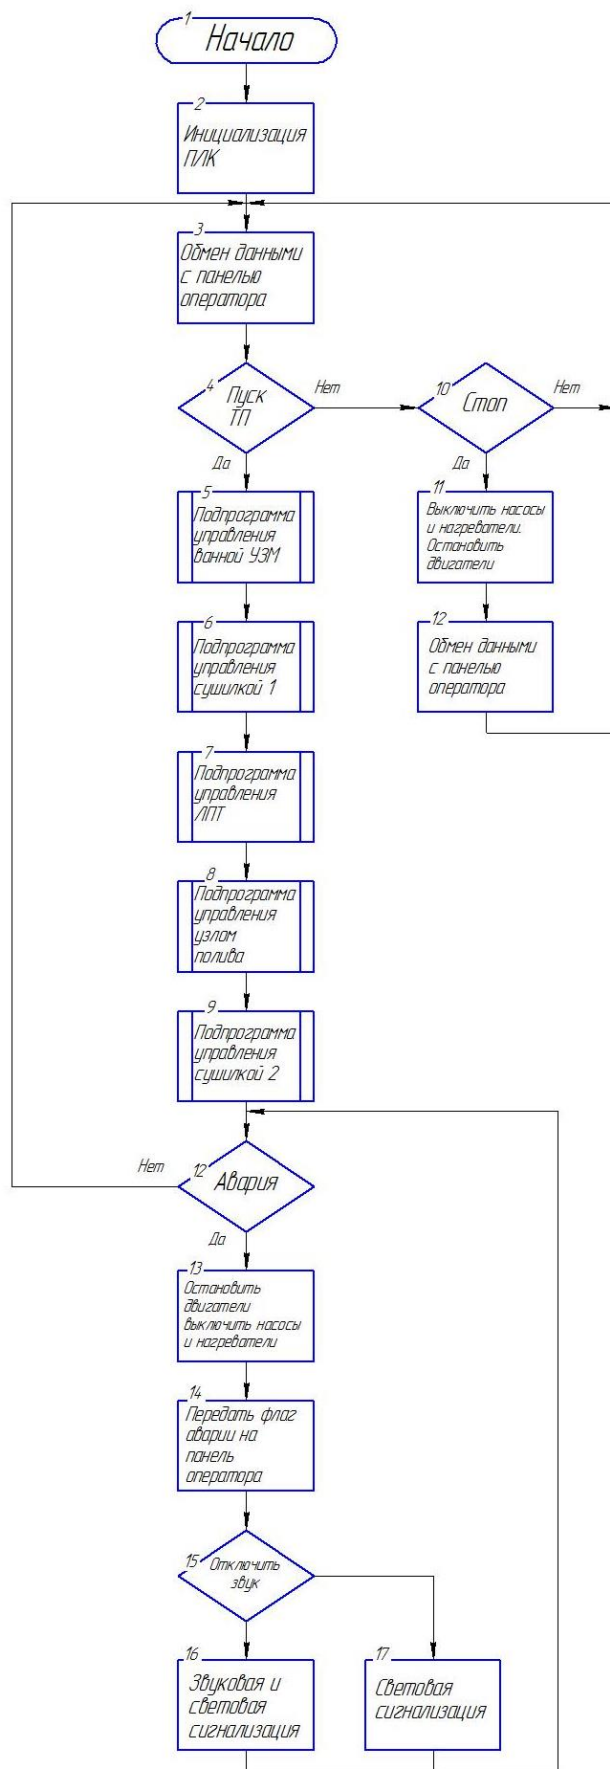 1
Начало
2
Инициализация
ПЛК
3
Обмен данными
с панелью
оператора
4
Пуск
ТП
Нет
Да
10
Стоп
Нет
Да
11
Выключить насосы
и нагреватели.
Остановить
двигатели
12
Обмен данными
с панелью
оператора
5
Подпрограмма
управления
ванной УЗМ
6
Подпрограмма
управления
сушилкой 1
7
Подпрограмма
управления
ЛПТ
8
Подпрограмма
управления
узлом
полива
9
Подпрограмма
управления
сушилкой 2
12
Авария
Нет
Да
13
Остановить
двигатели
выключить насосы
и нагреватели
14
Передать флаг
аварии на
панель
оператора
15
Отключить
звук
16
Звуковая и
световая
сигнализация
17
Световая
сигнализация